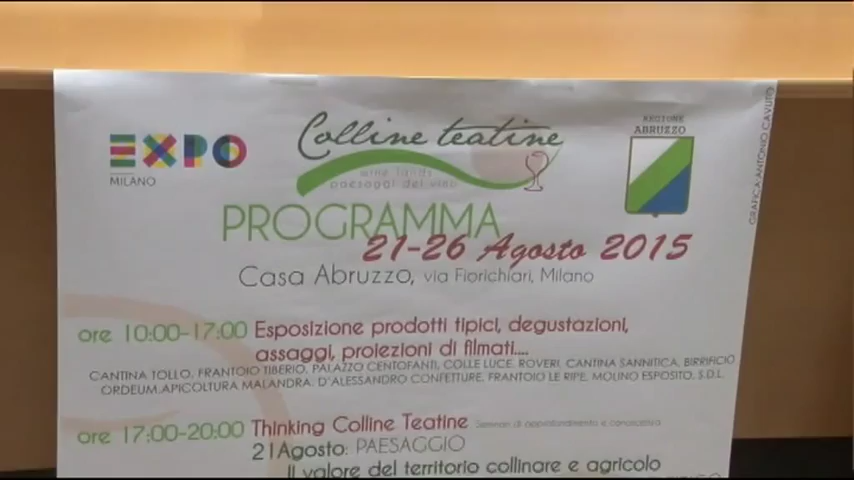 EXPO
MILANO
Colline teatine
wine lands
paesaggi del vino
REGIONE
ABRUZZO
GRAFICA: ANTONIO CAVUTO
PROGRAMMA
21-26 Agosto 2015
Casa Abruzzo, via Fiorichiari, Milano
ore 10:00-17:00 Esposizione prodotti tipici, degustazioni,
assaggi, proiezioni di filmati....
CANTINA TOLLO, FRANTOIO TIBERIO, PALAZZO CENTOFANTI, COLLE LUCE, ROVERI, CANTINA SANNITICA, BIRRIFICIO
ORDEUM,APICOLTURA MALANDRA, D'ALESSANDRO CONFETTURE, FRANTOIO LE RIPE, MOLINO ESPOSITO, S.D.L.
ore 17:00-20:00 Thinking Colline Teatine Seminari di approfondimento e
21Agosto: PAESAGGIO
Il valore del territorio collinare e agricolo